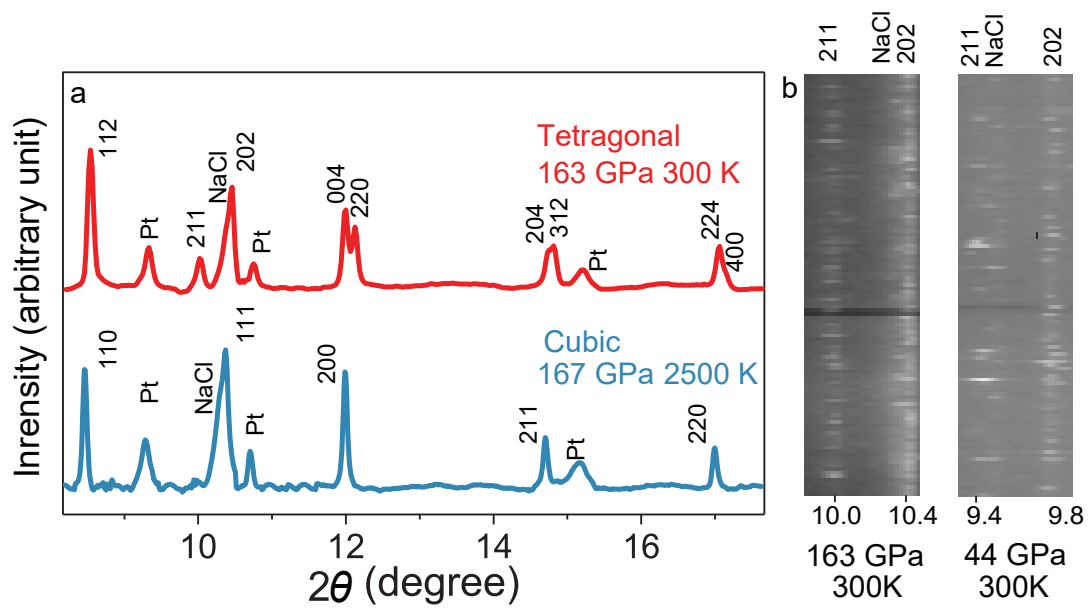 a
Inrensity (arbitrary unit)
Tetragonal
163 GPa 300 K
112
Pt
211
NaCl
202
Pt
004
220
204
312
Pt
224
400
Cubic
167 GPa 2500 K
110
Pt
NaCl
111
Pt
200
211
Pt
220
10 12 14 16
2θ (degree)
b
211 NaCl 202
10.0 10.4
163 GPa
300K
211 NaCl 202
9.4 9.8
44 GPa
300K